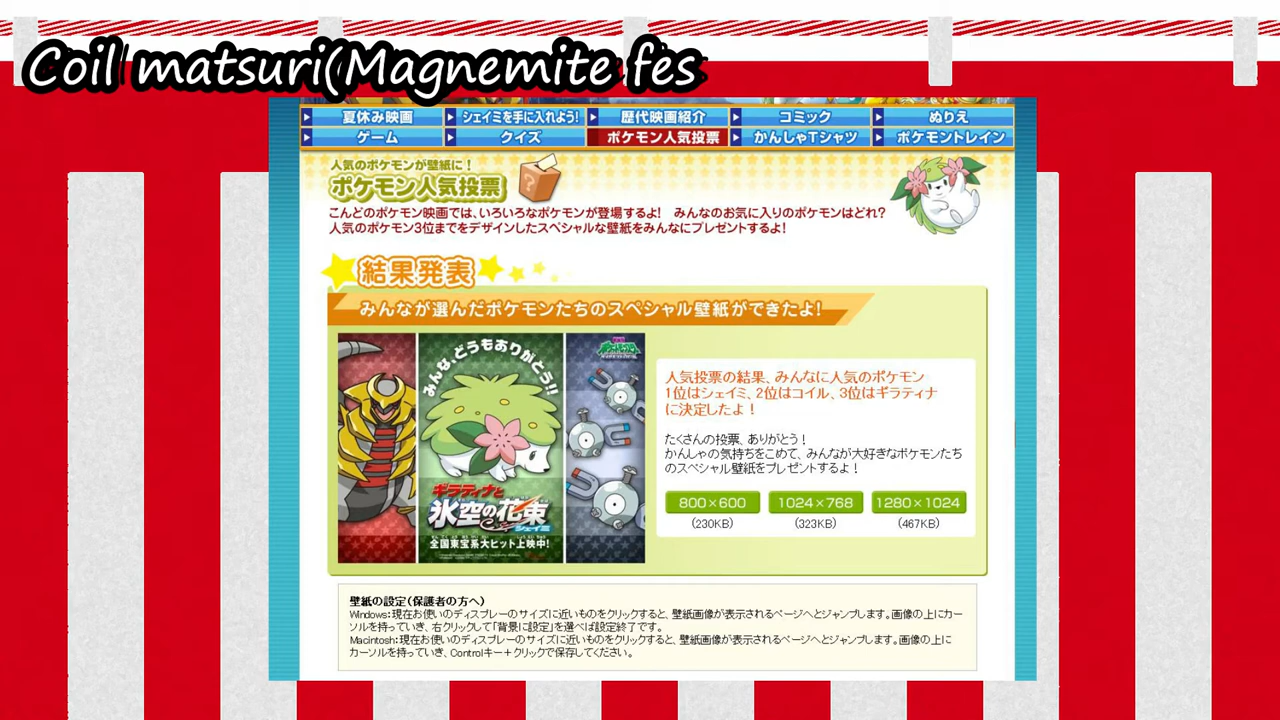 Coil matsuri(Magnemite fes
夏休み映画
シェイミを手に入れよう!
歴代映画紹介
コミック
ぬりえ
ゲーム
クイズ
ポケモン人気投票
かんしゃTシャツ
ポケモントレイン
人気のポケモンが壁紙に!
ポケモン人気投票
こんどのポケモン映画では、いろいろなポケモンが登場するよ! みんなのお気に入りのポケモンはどれ?
人気のポケモン3位までをデザインしたスペシャルな壁紙をみんなにプレゼントするよ!
結果発表
みんなが選んだポケモンたちのスペシャル壁紙ができたよ!
みんな、どうもありがとう!!
ギラティナと
氷空の花束
シェイミ
全国東宝系大ヒット上映中!
人気投票の結果、みんなに人気のポケモン
1位はシェイミ、2位はコイル、3位はギラティナ
に決定したよ!
たくさんの投票、ありがとう!
かんしゃの気持ちをこめて、みんなが大好きなポケモンたち
のスペシャル壁紙をプレゼントするよ!
800×600
1024×768
1280×1024
(230KB)
(323KB)
(467KB)
壁紙の設定(保護者の方へ)
Windows:現在お使いのディスプレーのサイズに近いものをクリックすると、壁紙画像が表示されるページへとジャンプします。画像の上にカー
ソルを持っていき、右クリックして「背景に設定」を選べば設定終了です。
Macintosh:現在お使いのディスプレーのサイズに近いものをクリックすると、壁紙画像が表示されるページへとジャンプします。画像の上に
カーソルを持っていき、Controlキー+クリックで保存してください。